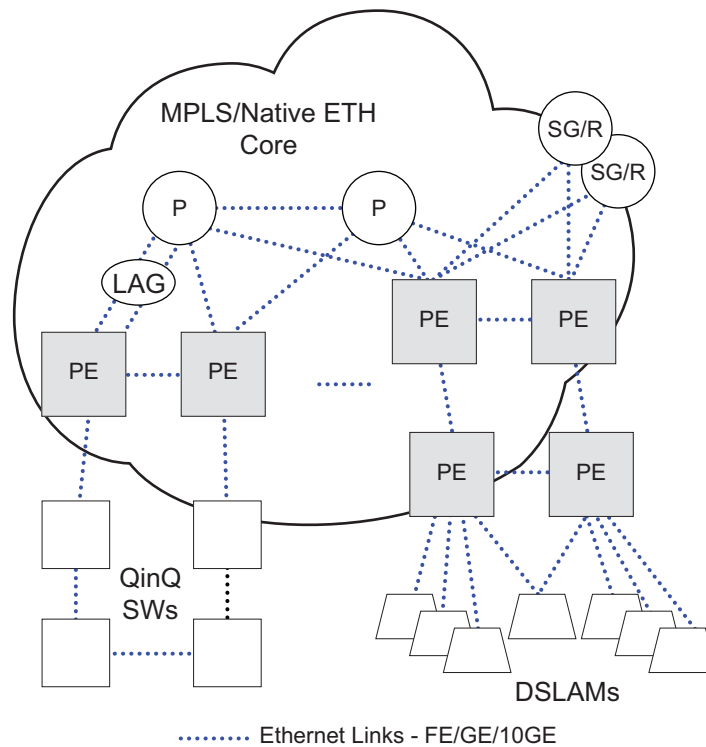 MPLS/Native ETH
Core
SG/R
SG/R
P
P
LAG
PE
PE
PE
PE
PE
PE
QinQ
SWs
DSLAMs
Ethernet Links - FE/GE/10GE